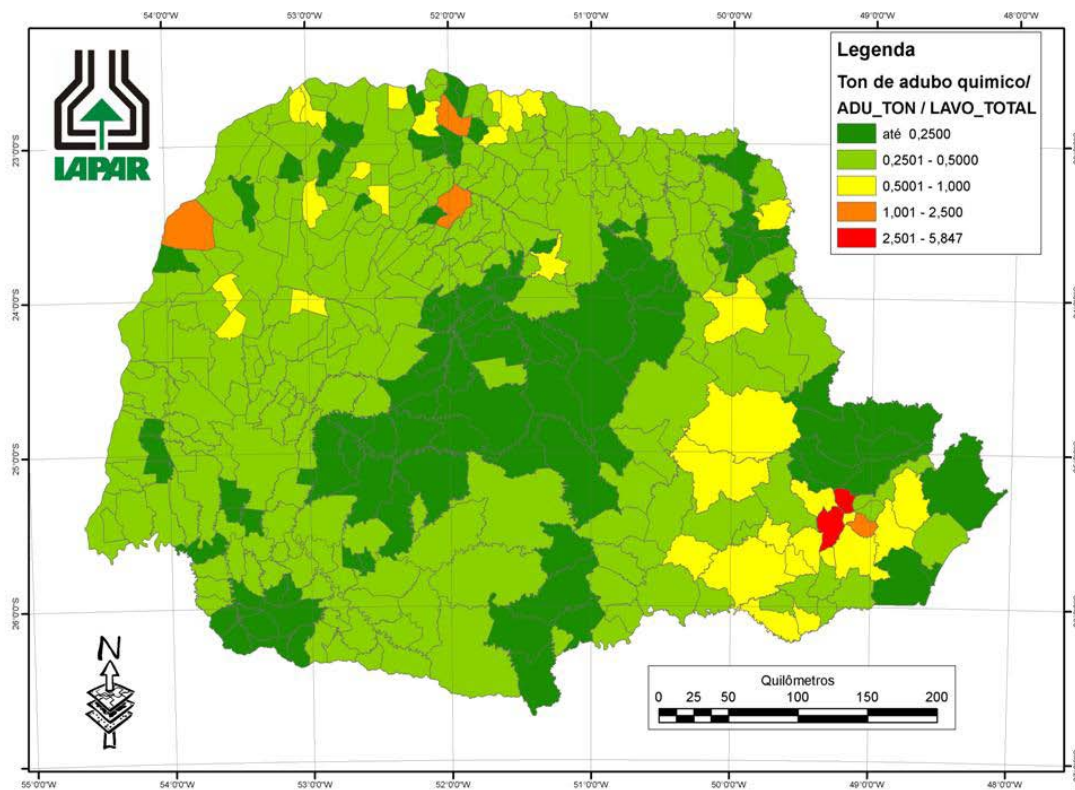 55°0'0"W
54°0'0"W
53°0'0"W
52°0'0"W
51°0'0"W
50°0'0"W
49°0'0"W
48°0'0"W
IAPAR
Legenda
Ton de adubo quimico/
ADU_TON / LAVO_TOTAL
até 0,2500
0,2501 - 0,5000
0,5001 - 1,000
1,001 - 2,500
2,501 - 5,847
23°0'0"S
24°0'0"S
25°0'0"S
26°0'0"S
N
Quilômetros
0 25 50 100 150 200
55°0'0"W
54°0'0"W
53°0'0"W
52°0'0"W
51°0'0"W
50°0'0"W
49°0'0"W
48°0'0"W